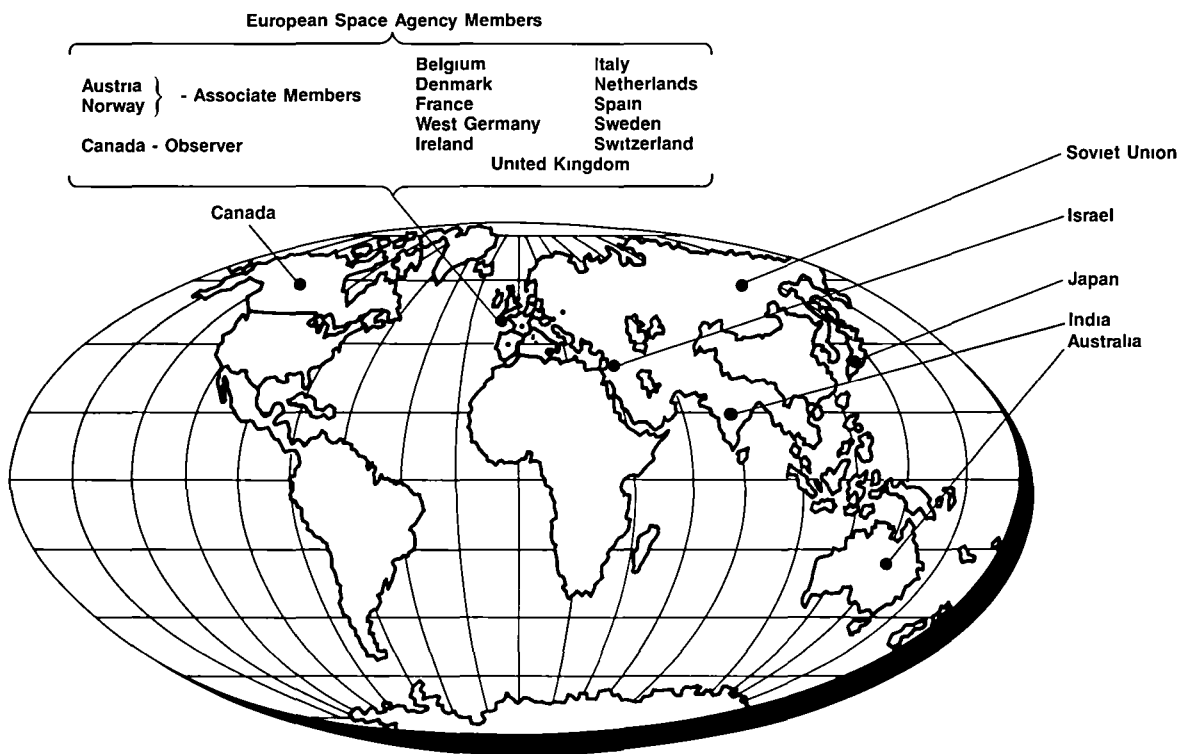 European Space Agency Members
Austria
Norway
- Associate Members
Canada - Observer
Belgium
Denmark
France
West Germany
Ireland
Italy
Netherlands
Spain
Sweden
Switzerland
United Kingdom
Canada
Soviet Union
Israel
Japan
India
Australia